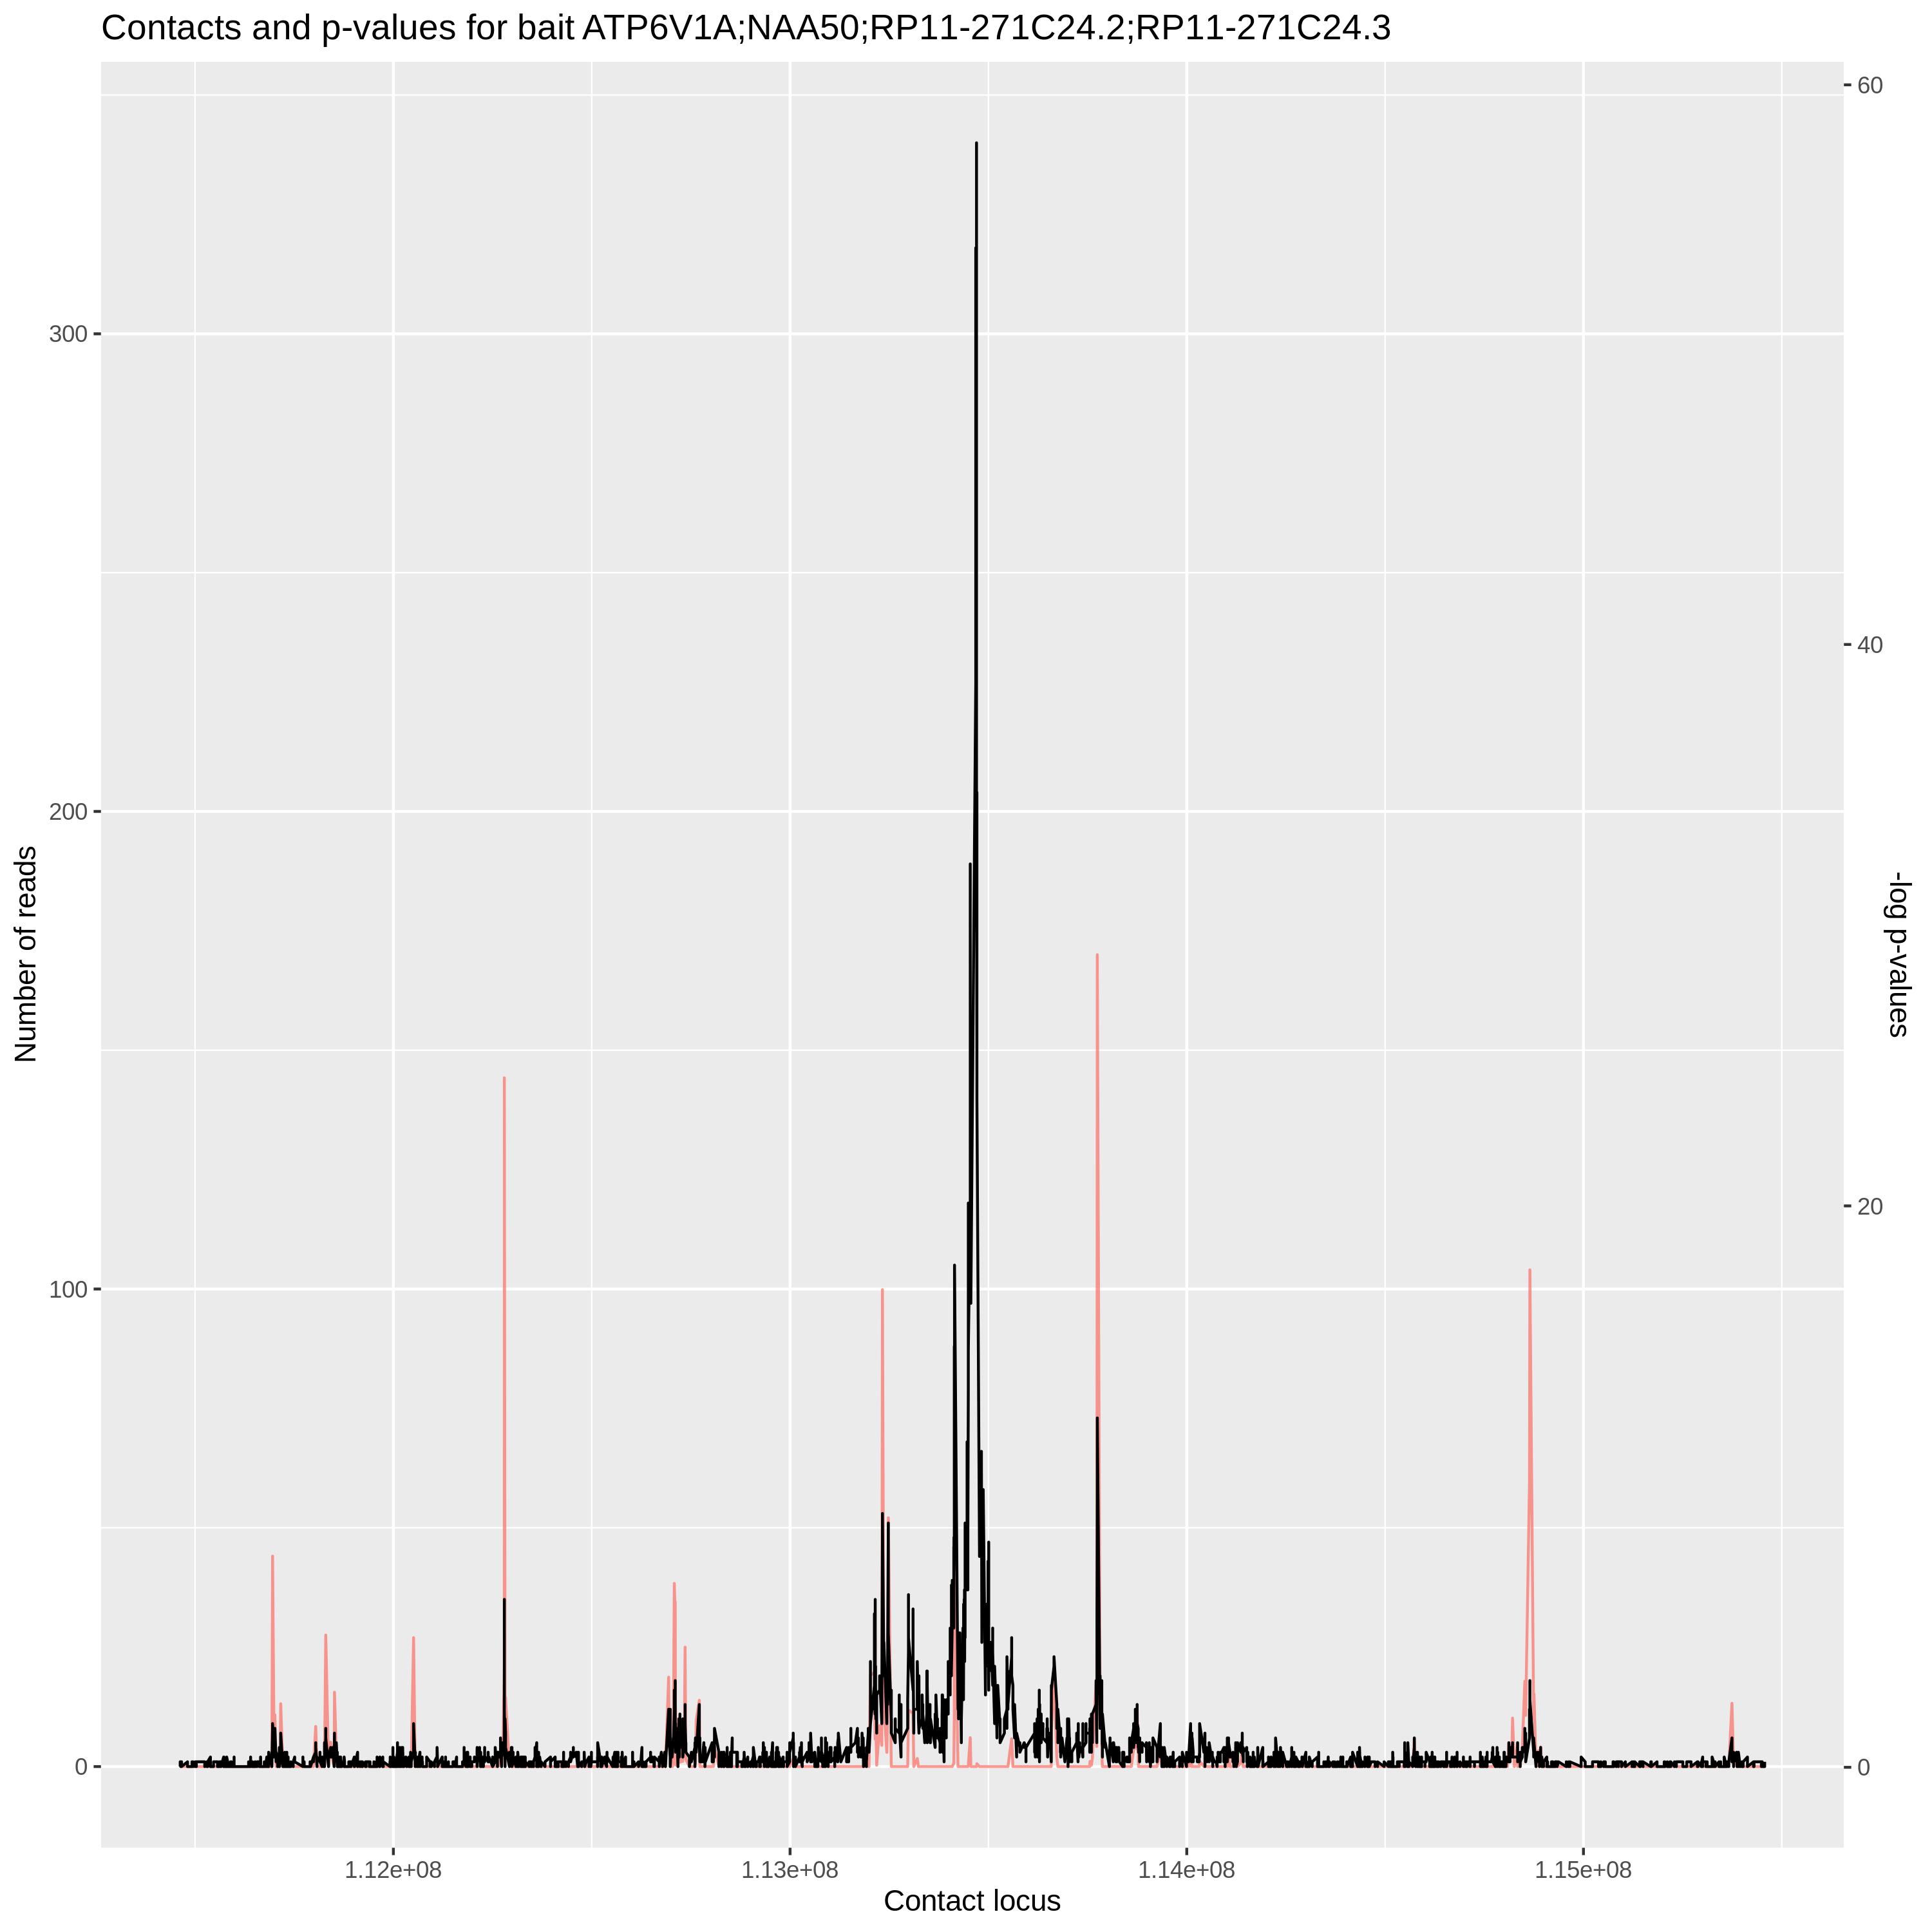 Contacts and p-values for bait ATP6V1A;NAA50;RP11-271C24.2;RP11-271C24.3
Number of reads
300
200
100
0
60
40
20
0
-log p-values
1.12e+08
1.13e+08
1.14e+08
1.15e+08
Contact locus